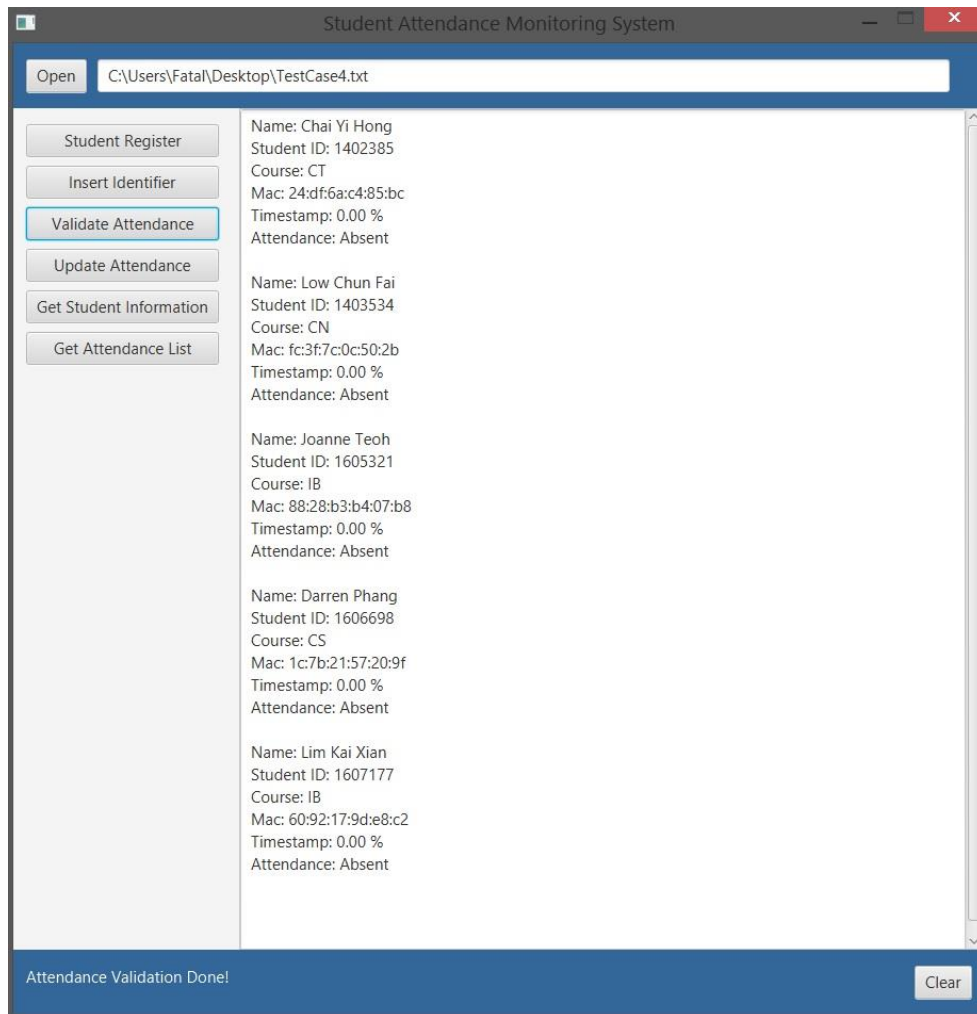 Student Attendance Monitoring System
Open
C:\Users\Fatal\Desktop\TestCase4.txt
Student Register
Insert Identifier
Validate Attendance
Update Attendance
Get Student Information
Get Attendance List
Name: Chai Yi Hong
Student ID: 1402385
Course: CT
Mac: 24:df:6a:c4:85:bc
Timestamp: 0.00 %
Attendance: Absent
Name: Low Chun Fai
Student ID: 1403534
Course: CN
Mac: fc:3f:7c:0c:50:2b
Timestamp: 0.00 %
Attendance: Absent
Name: Joanne Teoh
Student ID: 1605321
Course: IB
Mac: 88:28:b3:b4:07:b8
Timestamp: 0.00 %
Attendance: Absent
Name: Darren Phang
Student ID: 1606698
Course: CS
Mac: 1c:7b:21:57:20:9f
Timestamp: 0.00 %
Attendance: Absent
Name: Lim Kai Xian
Student ID: 1607177
Course: IB
Mac: 60:92:17:9d:e8:c2
Timestamp: 0.00 %
Attendance: Absent
Attendance Validation Done!
Clear